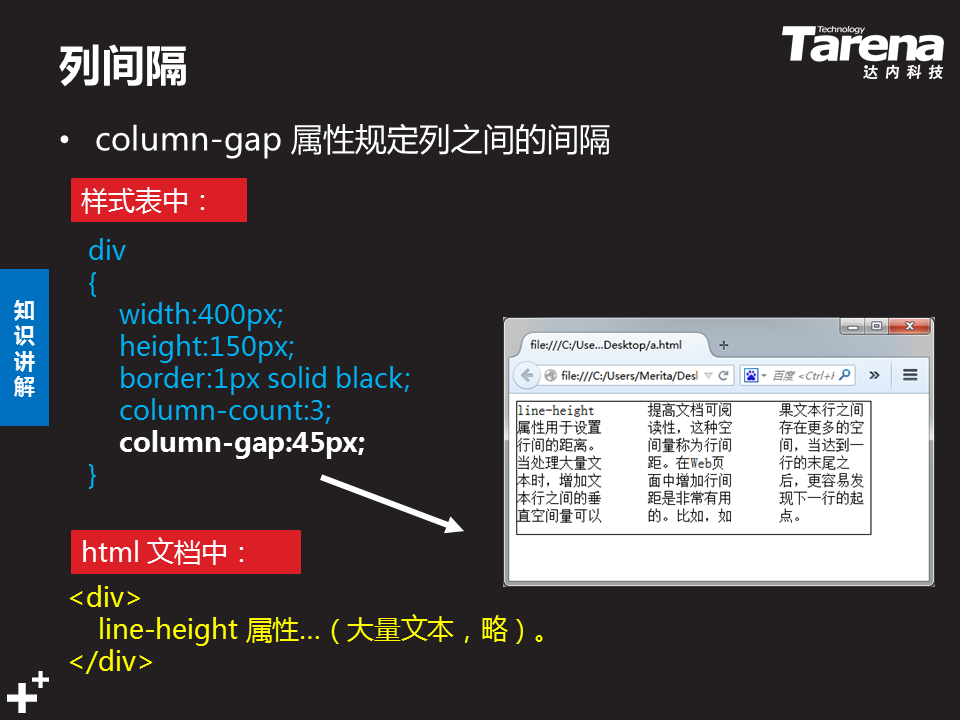 列间隔
Technology
Tarena
达内科技
• column-gap 属性规定列之间的间隔
样式表中：
div
{
width:400px;
height:150px;
border:1px solid black;
column-count:3;
column-gap:45px;
}
知识讲解
file:///C:/Use...Desktop/a.html
file:///C:/Users/Merita/Desl
百度 <Ctrl+
line-height
属性用于设置
行间的距离。
当处理大量文
本时，增加文
本行之间的垂
直空间量可以
提高文档可阅
读性，这种空
间量称为行间
距。在Web页
面中增加行间
距是非常有用
的。比如，如
果文本行之间
存在更多的空
间，当达到一
行的末尾之
后，更容易发
现下一行的起
点。
html 文档中：
<div>
line-height 属性...（大量文本，略）。
</div>